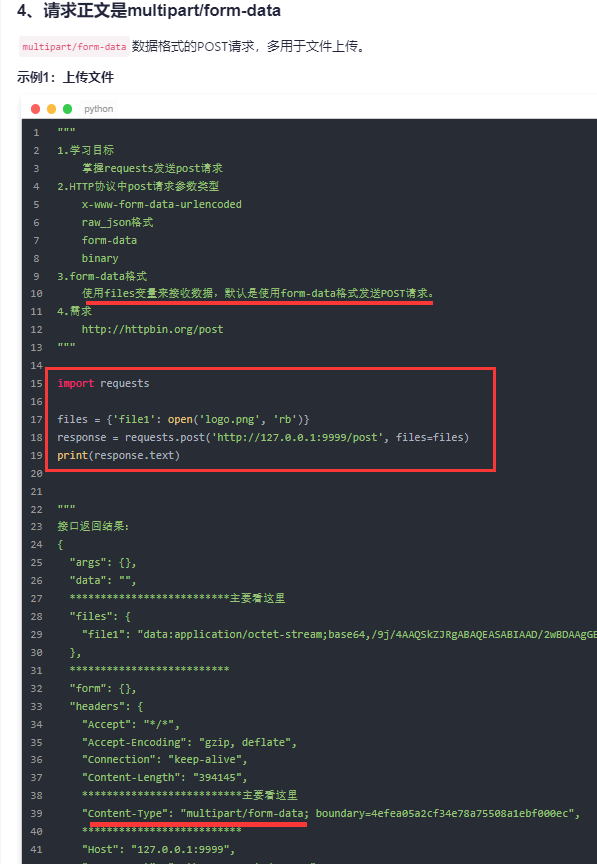 4、请求正文是multipart/form-data
multipart/form-data 数据格式的POST请求，多用于文件上传。
示例1：上传文件
python
1 """
2 1.学习目标
3 掌握requests发送post请求
4 2.HTTP协议中post请求参数类型
5 x-www-form-data-urlencoded
6 raw_json格式
7 form-data
8 binary
9 3.form-data格式
10 使用files变量来接收数据，默认是使用form-data格式发送POST请求。
11 4.需求
12 http://httpbin.org/post
13 """
14
15 import requests
16
17 files = {'file1': open('logo.png', 'rb')}
18 response = requests.post('http://127.0.0.1:9999/post', files=files)
19 print(response.text)
20
21
22 """
23 接口返回结果：
24 {
25 "args": {},
26 "data": "",
27 **************************主要看这里
28 "files": {
29 "file1": "data:application/octet-stream;base64,/9j/4AAQSkZJRgABAQEASABIAAD/2wBDAAgGB
30 },
31 **************************
32 "form": {},
33 "headers": {
34 "Accept": "*/*",
35 "Accept-Encoding": "gzip, deflate",
36 "Connection": "keep-alive",
37 "Content-Length": "394145",
38 **************************主要看这里
39 "Content-Type": "multipart/form-data; boundary=4efea05a2cf34e78a75508a1ebf000ec",
40 **************************
41 "Host": "127.0.0.1:9999",